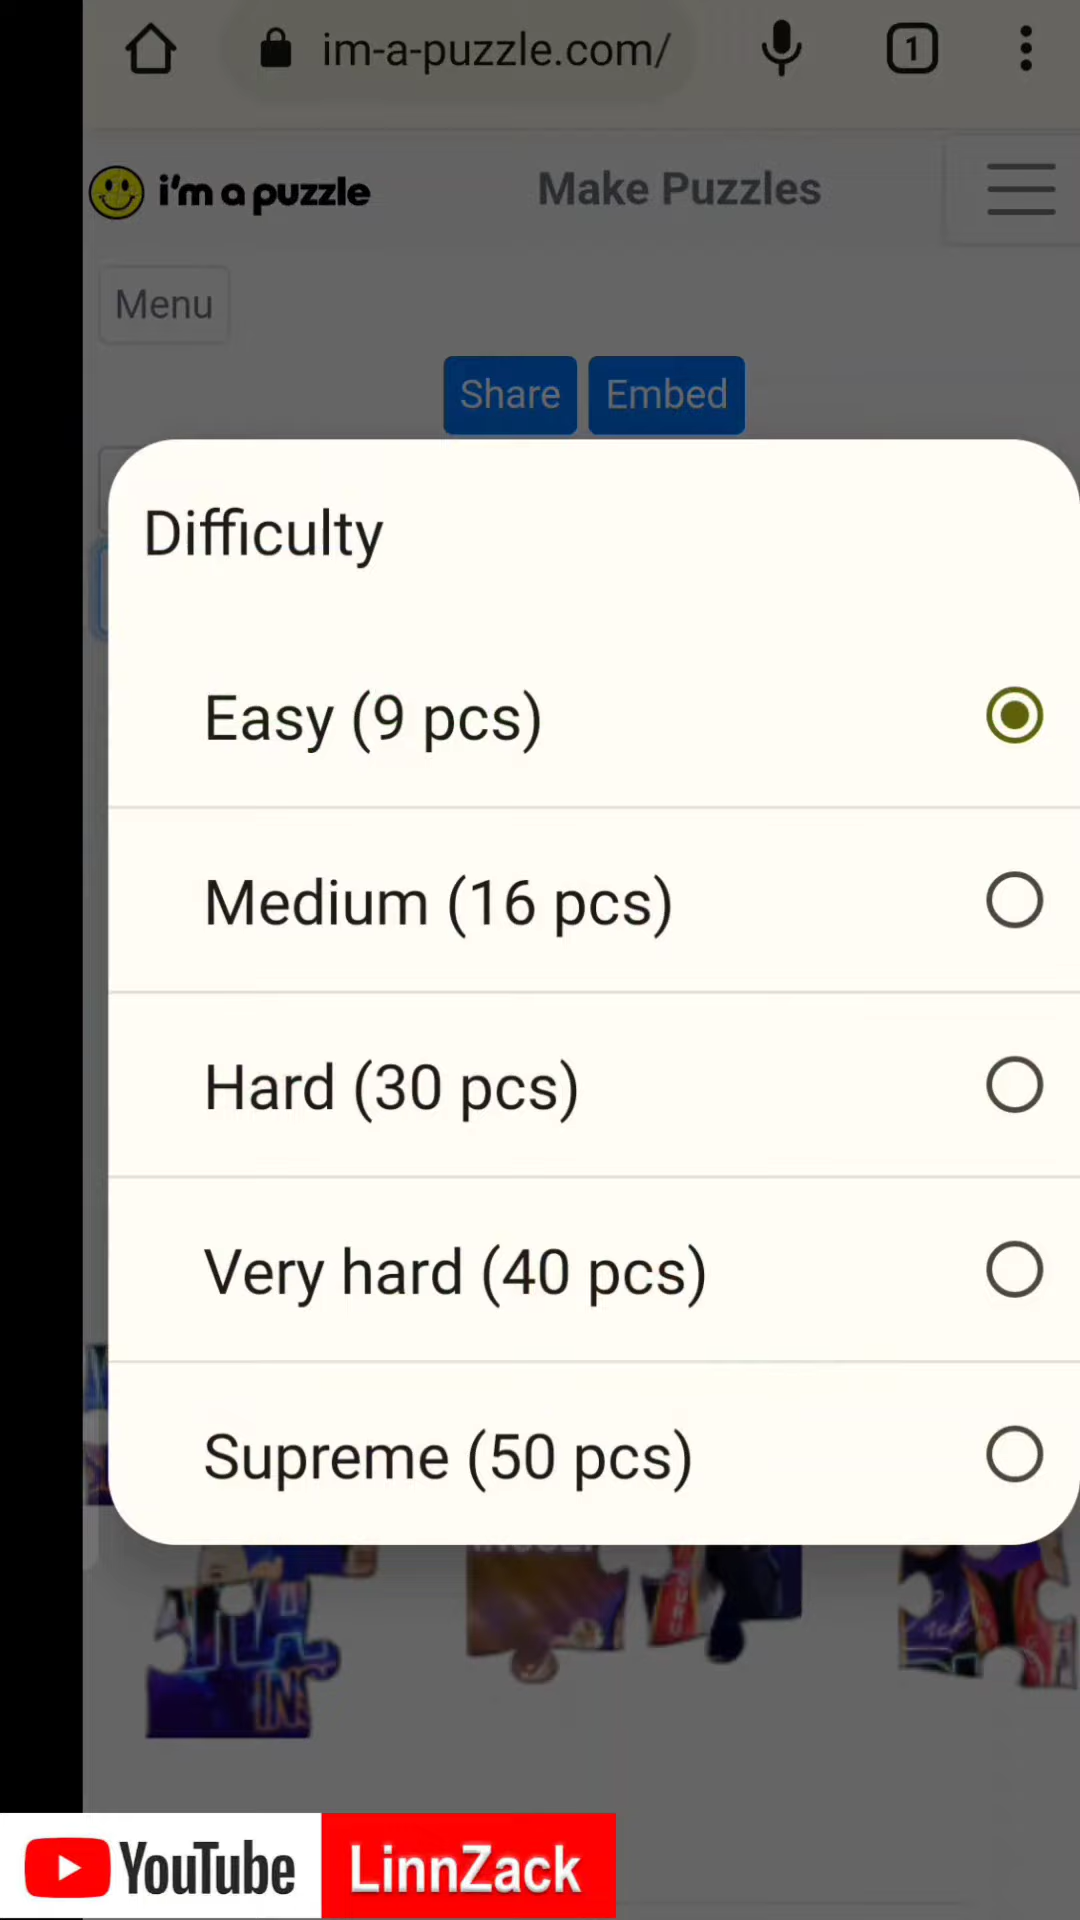 im-a-puzzle.com/
1
i'm a puzzle
Make Puzzles
Menu
Share
Embed
Difficulty
Easy (9 pcs)
Medium (16 pcs)
Hard (30 pcs)
Very hard (40 pcs)
Supreme (50 pcs)
YouTube
LinnZack